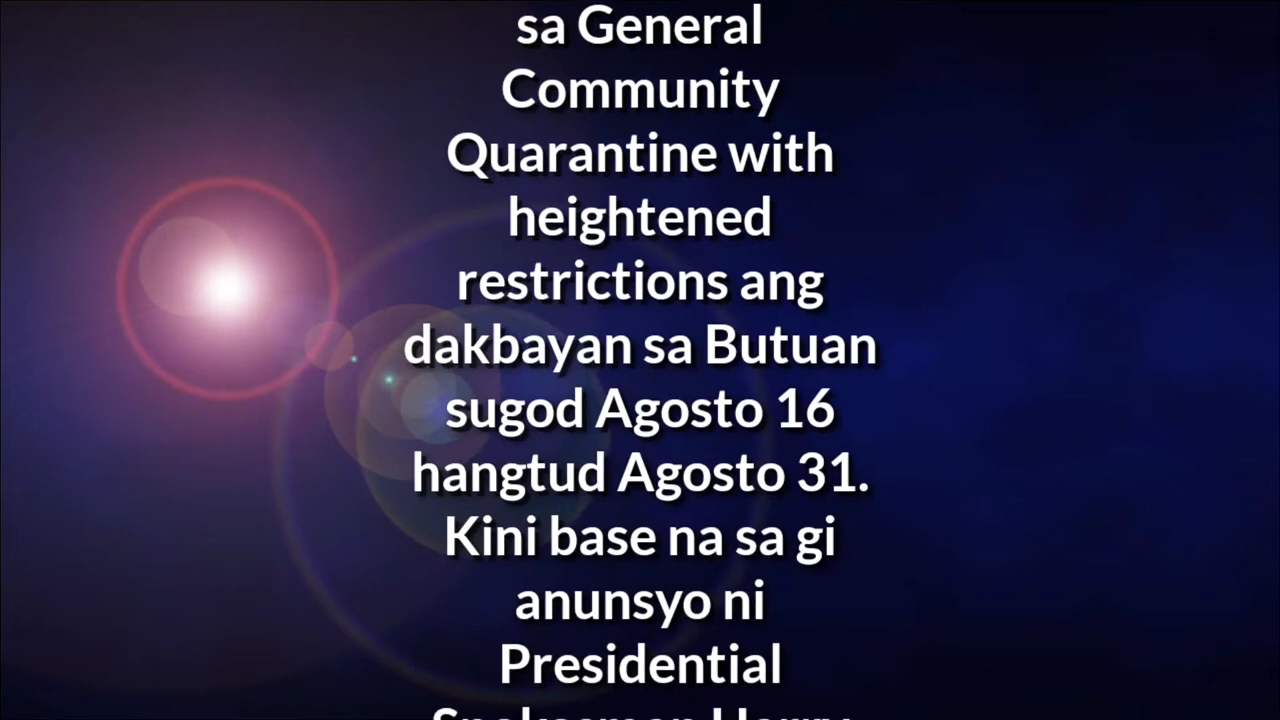 sa General
Community
Quarantine with
heightened
restrictions ang
dakbayan sa Butuan
sugod Agosto 16
hangtud Agosto 31.
Kini base na sa gi
anunsyo ni
Presidential